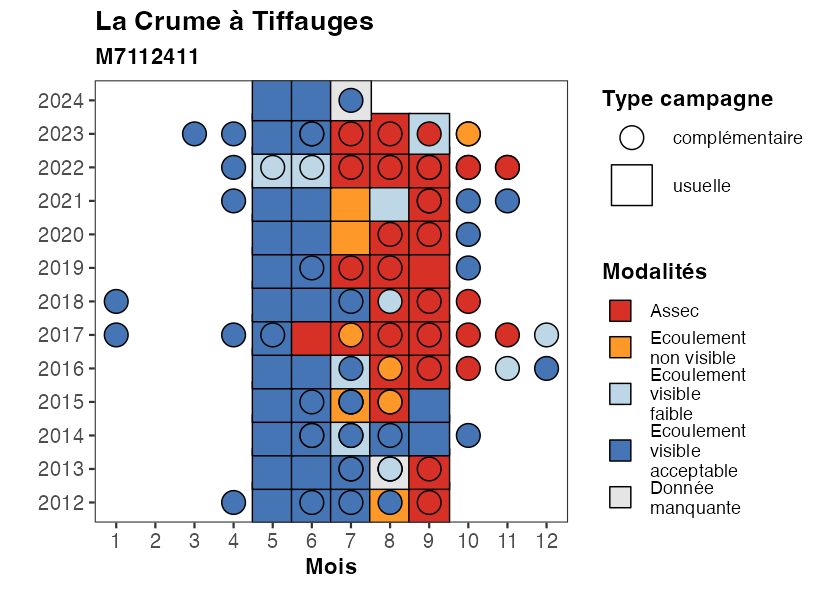 La Crume à Tiffauges
M7112411
2024
2023
2022
2021
2020
2019
2018
2017
2016
2015
2014
2013
2012
1 2 3 4 5 6 7 8 9 10 11 12
Mois
Type campagne
complémentaire
usuelle
Modalités
Assec
Ecoulement
non visible
Ecoulement
visible
faible
Ecoulement
visible
acceptable
Donnée
manquante